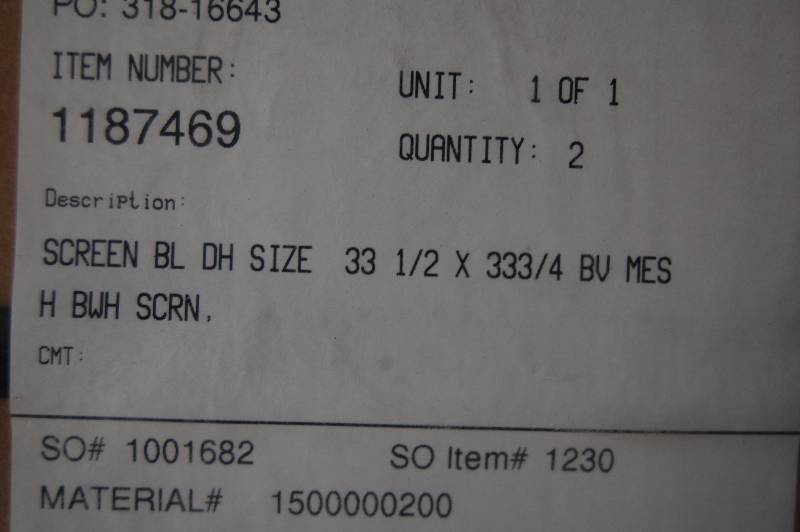 PO: 318-16643
ITEM NUMBER:
1187469
UNIT: 1 OF 1
QUANTITY: 2
Description:
SCREEN BL DH SIZE 33 1/2 X 333/4 BV MES
H BWH SCRN,
CMT:
SO# 1001682 SO Item# 1230
MATERIAL# 1500000200